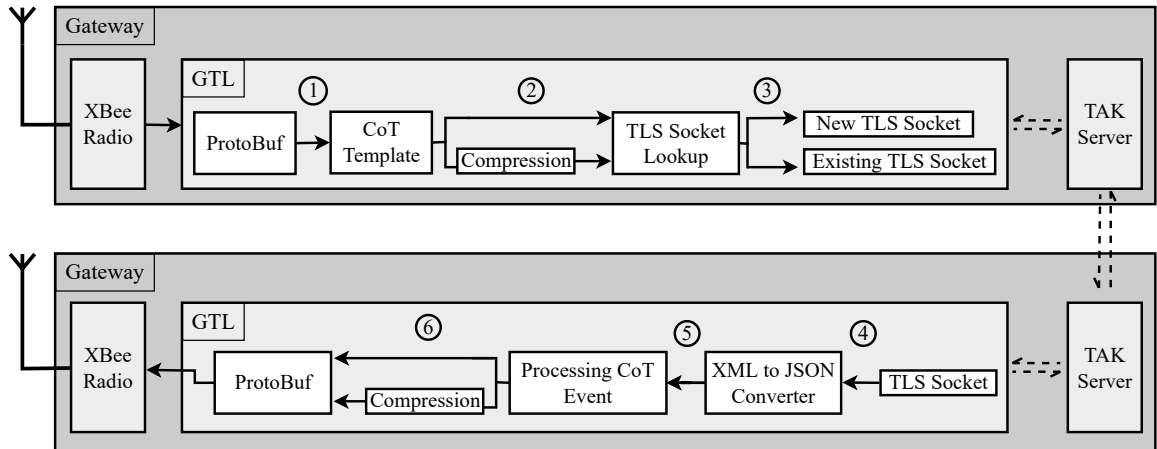 Gateway
XBee
Radio
GTL
1
2
3
ProtoBuf
CoT
Template
Compression
TLS Socket
Lookup
New TLS Socket
Existing TLS Socket
TAK
Server
Gateway
XBee
Radio
GTL
6
5
4
ProtoBuf
Compression
Processing CoT
Event
XML to JSON
Converter
TLS Socket
TAK
Server